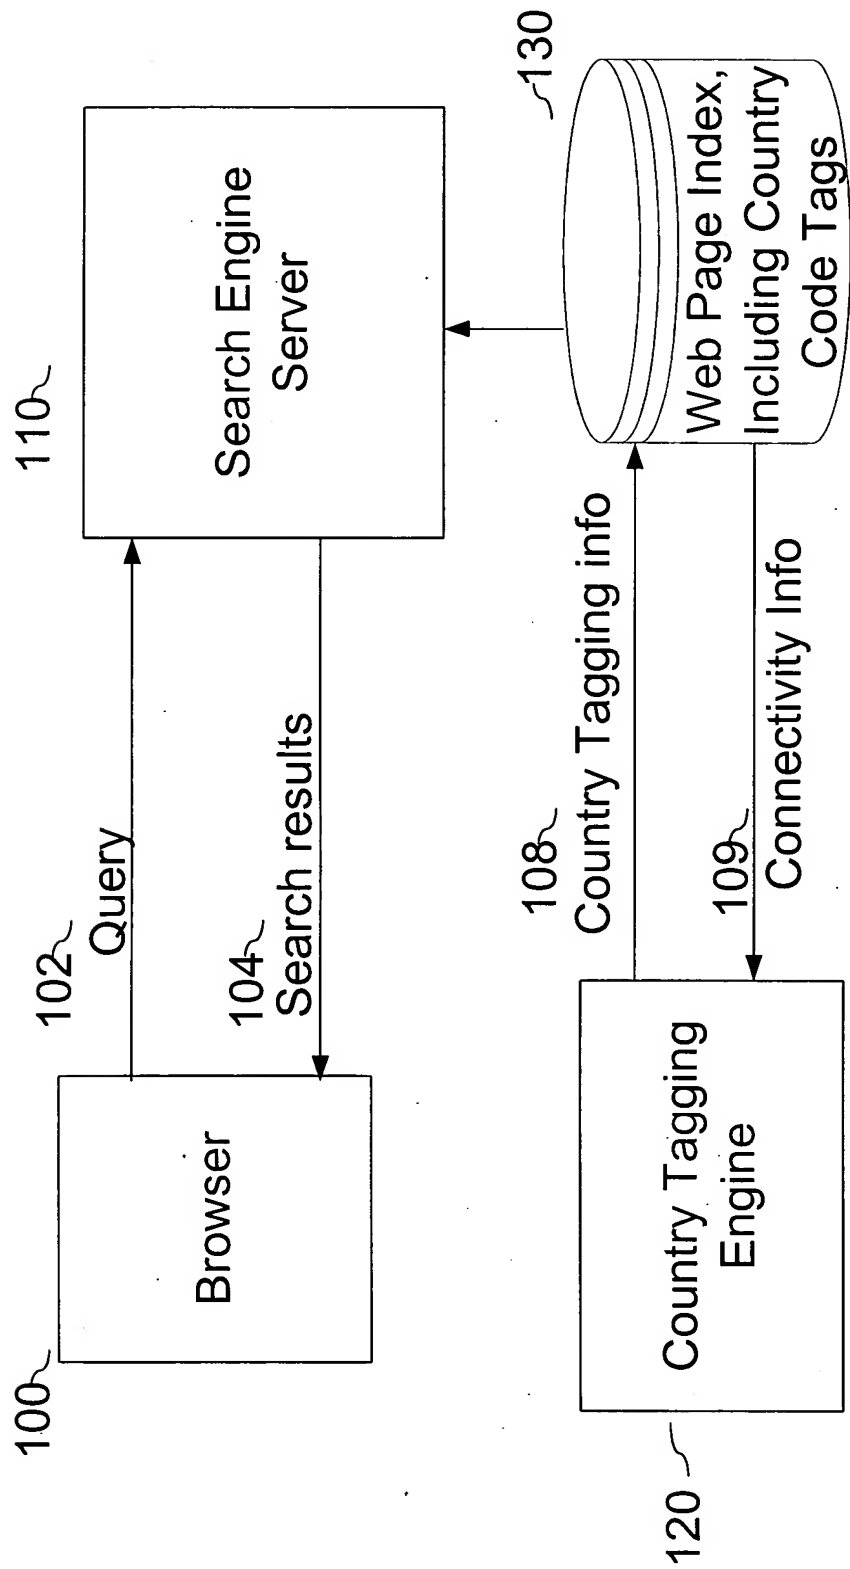 100
Browser
102
Query
104
Search results
110
Search Engine
Server
120
Country Tagging
Engine
108
Country Tagging info
109
Connectivity Info
130
Web Page Index,
Including Country
Code Tags